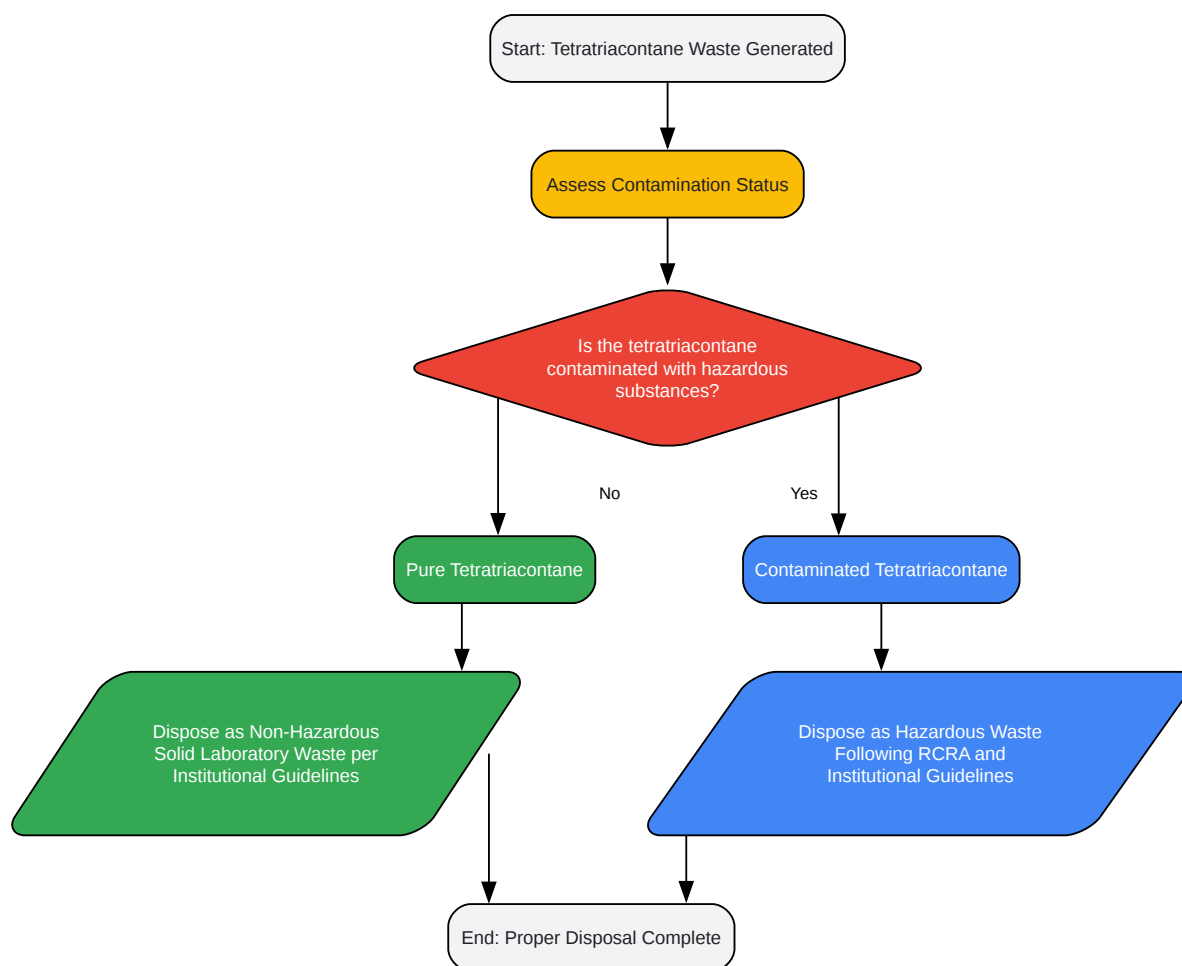 Start: Tetratriacontane Waste Generated
Assess Contamination Status
Is the tetratriacontane
contaminated with hazardous
substances?
No
Yes
Pure Tetratriacontane
Contaminated Tetratriacontane
Dispose as Non-Hazardous
Solid Laboratory Waste per
Institutional Guidelines
Dispose as Hazardous Waste
Following RCRA and
Institutional Guidelines
End: Proper Disposal Complete